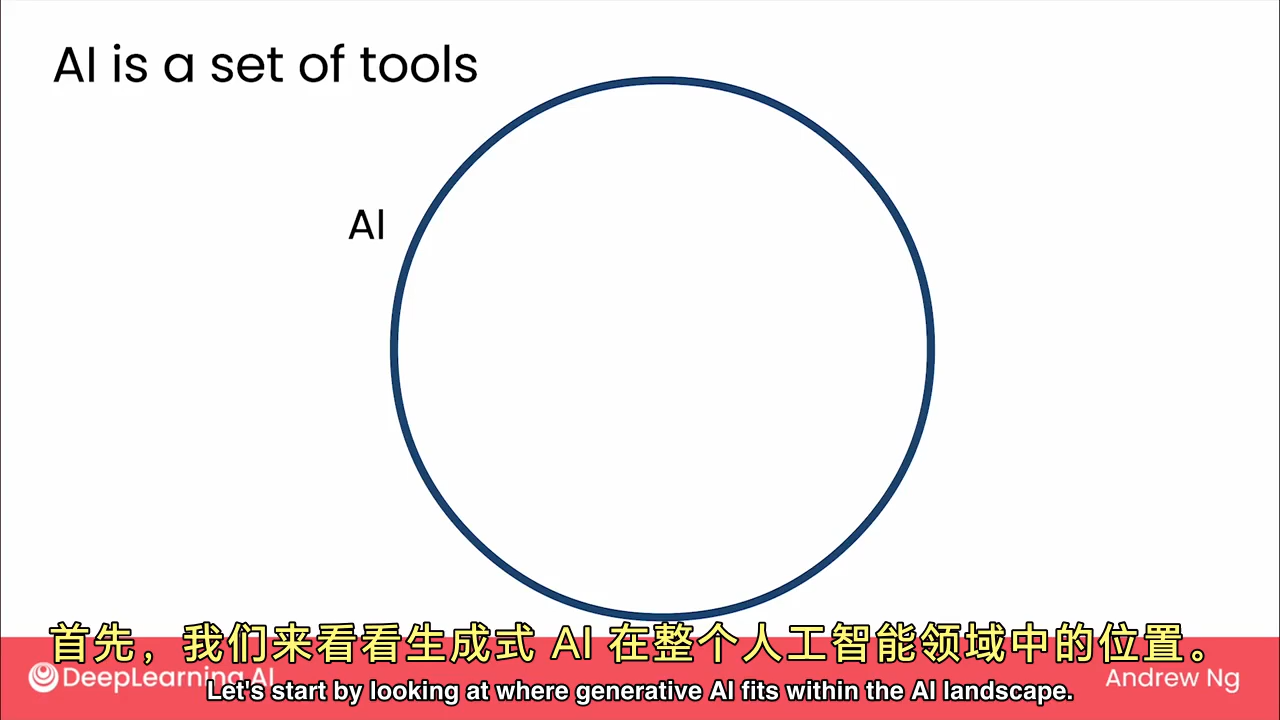 AI is a set of tools
AI
首先，我们来看看生成式 AI 在整个人工智能领域中的位置。
DeepLearning.AI
Let's start by looking at where generative AI fits within the AI landscape.
Andrew Ng